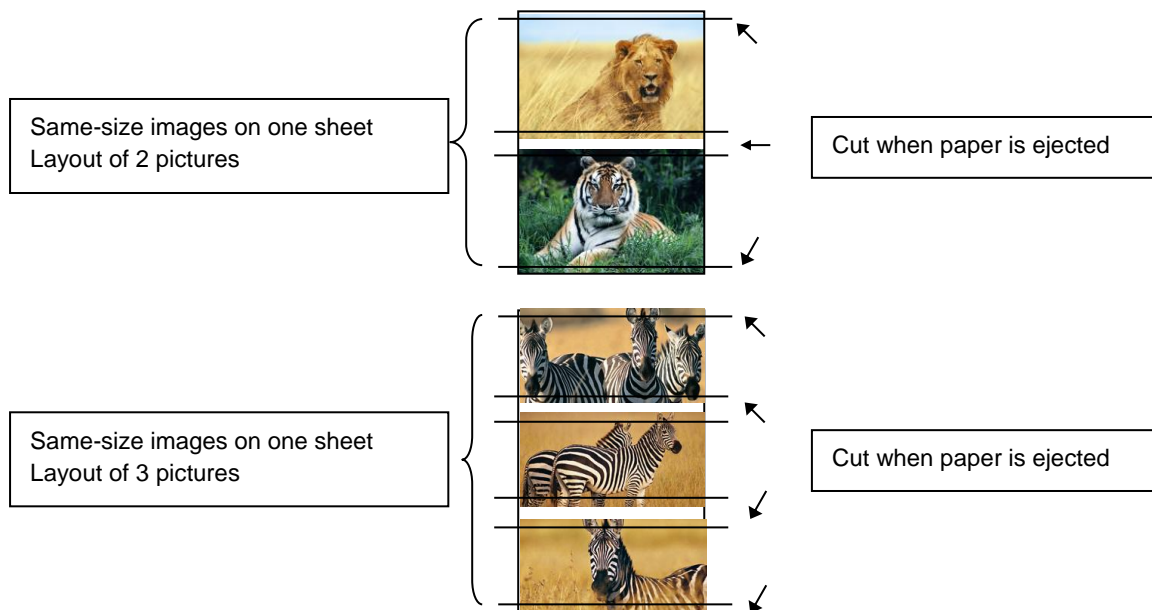 Same-size images on one sheet
Layout of 2 pictures
Cut when paper is ejected
Same-size images on one sheet
Layout of 3 pictures
Cut when paper is ejected